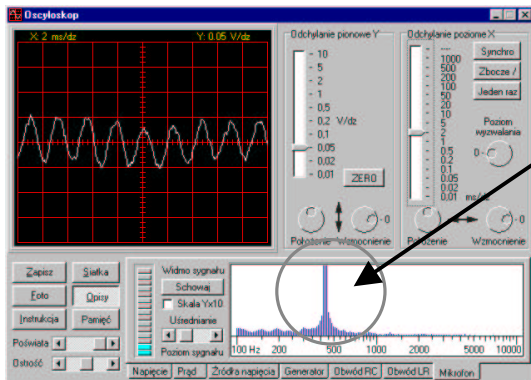 Oscyloskop
X: 2 ms/dz Y: 0.05 V/dz
Odchylanie pionowe Y
10
5
2
1
0,5
0,2 V/dz
0,1
0,05
0,02
0,01
ZERO
Położenie Wzmocnienie
-0
Odchylanie poziome X
---
1000
500
200
100
50
20
10
5
2
1
0,5
0,2
0,1
0,05
0,02
0,01 ms/dz
Synchro
Zbocze /
Jeden raz
Poziom
wyzwalania
0-
-0
Położenie Wzmocnienie
Zapisz Siatka
Foto Opisy
Instrukcja Pamięć
Poświata
Ostrość
Widmo sygnału
Schowaj
Skala Yx10
Uśrednianie
Poziom sygnału
100 Hz 200 500 1000 2000 5000 10000
Napięcie Prąd Źródła napięcia Generator Obwód RC Obwód LR Mikrofon